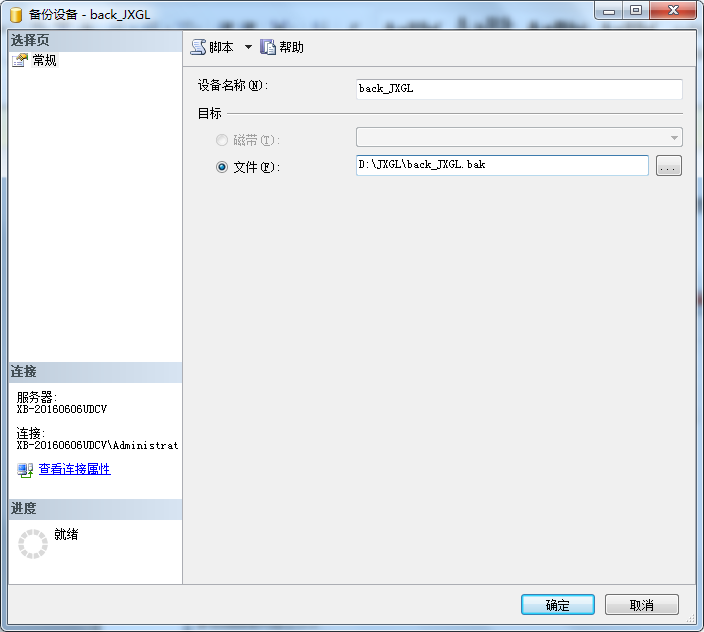 备份设备 - back_JXGL
选择页
常规
脚本
帮助
设备名称(N):
back_JXGL
目标
磁带(T):
文件(F):
D:\JXGL\back_JXGL.bak
...
连接
服务器:
XB-20160606UDCV
连接:
XB-20160606UDCV\Administrat
查看连接属性
进度
就绪
确定
取消